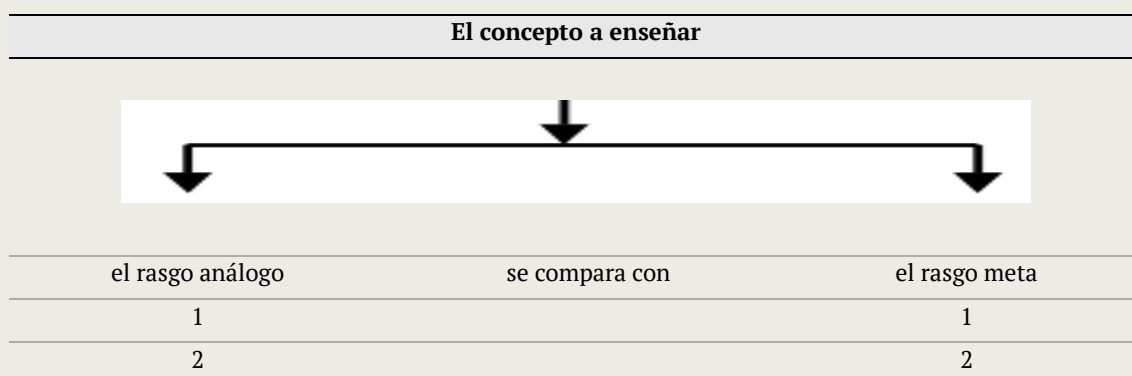 El concepto a enseñar
el rasgo análogo se compara con el rasgo meta
1 1
2 2